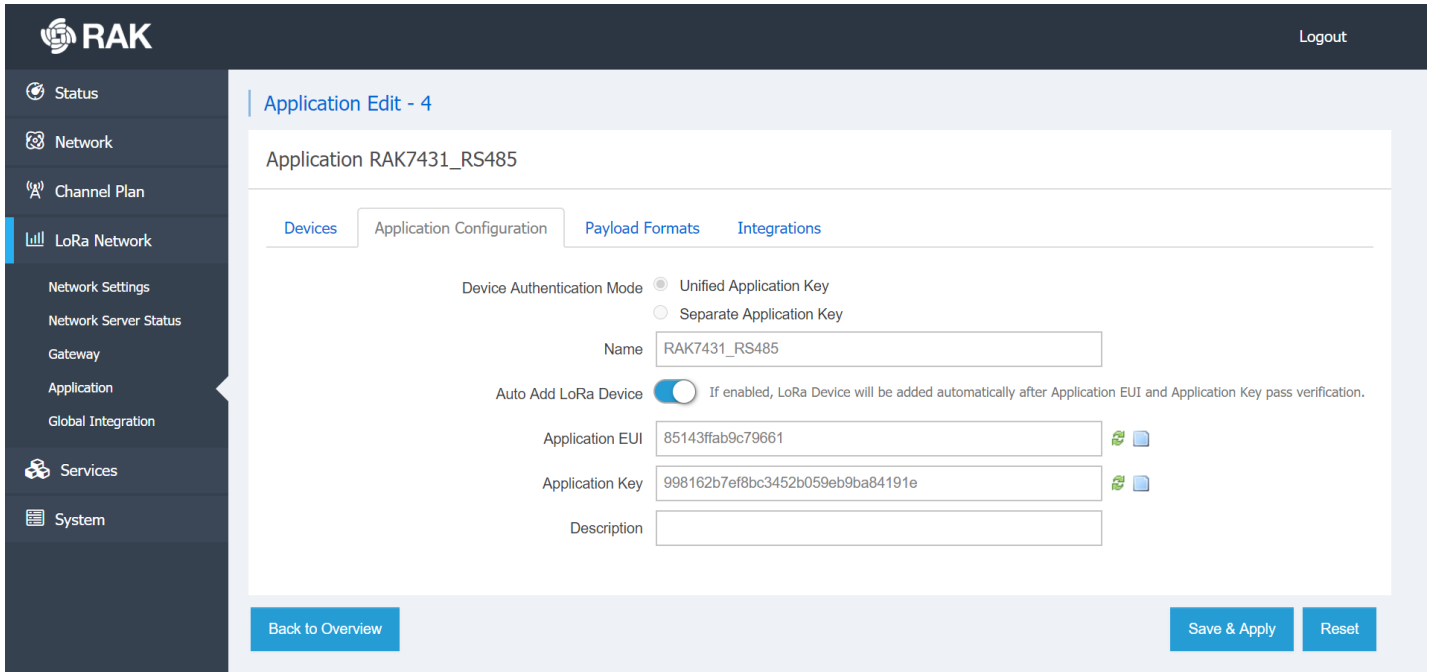 RAK
Logout
Status
Network
Channel Plan
LoRa Network
Network Settings
Network Server Status
Gateway
Application
Global Integration
Services
System
Application Edit - 4
Application RAK7431_RS485
Devices
Application Configuration
Payload Formats
Integrations
Device Authentication Mode
Unified Application Key
Separate Application Key
Name
RAK7431_RS485
Auto Add LoRa Device
If enabled, LoRa Device will be added automatically after Application EUI and Application Key pass verification.
Application EUI
85143ffab9c79661
Application Key
998162b7ef8bc3452b059eb9ba84191e
Description
Back to Overview
Save & Apply
Reset